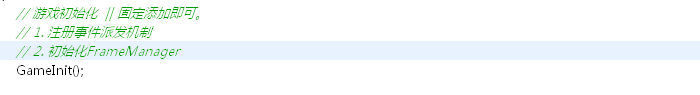 // 游戏初始化  || 固定添加即可。
// 1. 注册事件派发机制
// 2. 初始化FrameManager
GameInit();